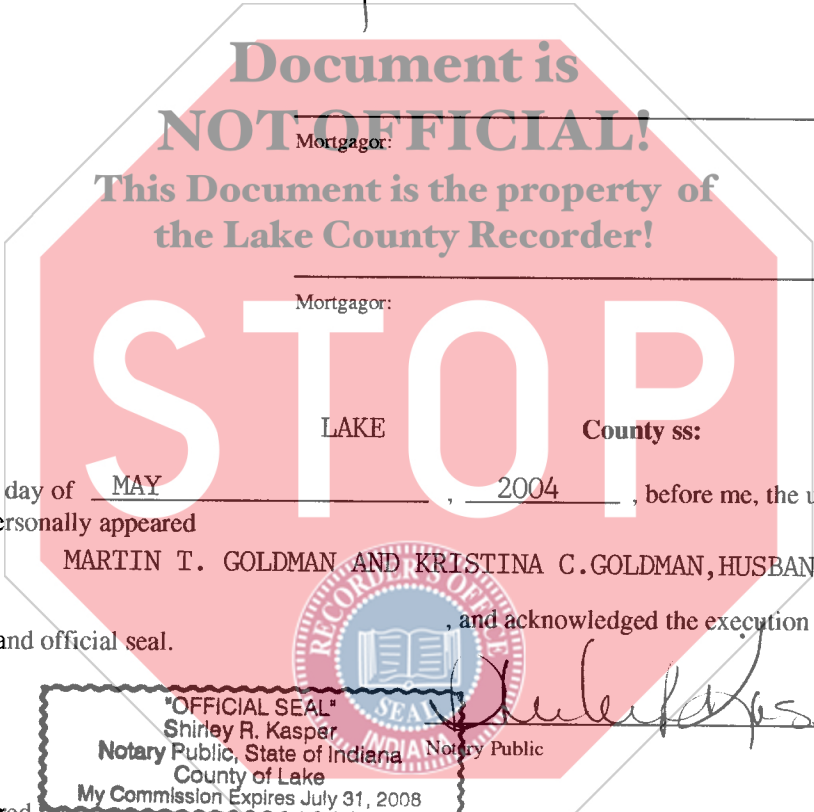 Document is
NOT OFFICIAL!
Mortgagor:
This Document is the property of
the Lake County Recorder!
Mortgagor:
STOP
LAKE County ss:
day of MAY , 2004 , before me, the u
ersonally appeared
MARTIN T. GOLDMAN AND KRISTINA C.GOLDMAN,HUSBAN
, and acknowledged the execution
and official seal.
RECORDER'S OFFICE
SEAL
INDIANA
"OFFICIAL SEAL"
Shirley R. Kasper
Notary Public, State of Indiana
County of Lake
My Commission Expires July 31, 2008
Notary Public